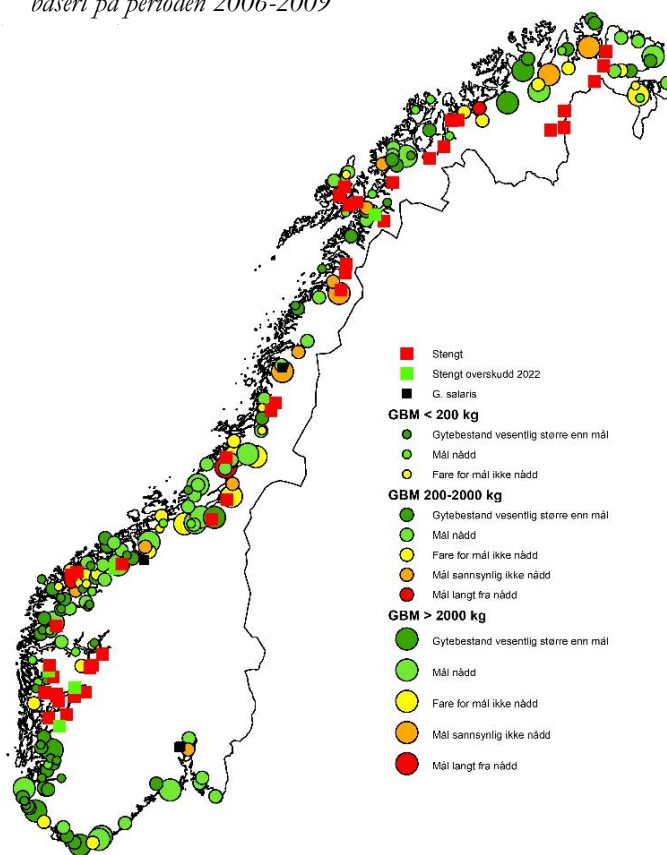 basert på perioden 2006-2009
Stengt
Stengt overskudd 2022
G. salaris
GBM < 200 kg
Gytebestand vesentlig større enn mål
Mål nådd
Fare for mål ikke nådd
GBM 200-2000 kg
Gytebestand vesentlig større enn mål
Mål nådd
Fare for mål ikke nådd
Mål sannsynlig ikke nådd
Mål langt fra nådd
GBM > 2000 kg
Gytebestand vesentlig større enn mål
Mål nådd
Fare for mål ikke nådd
Mål sannsynlig ikke nådd
Mål langt fra nådd